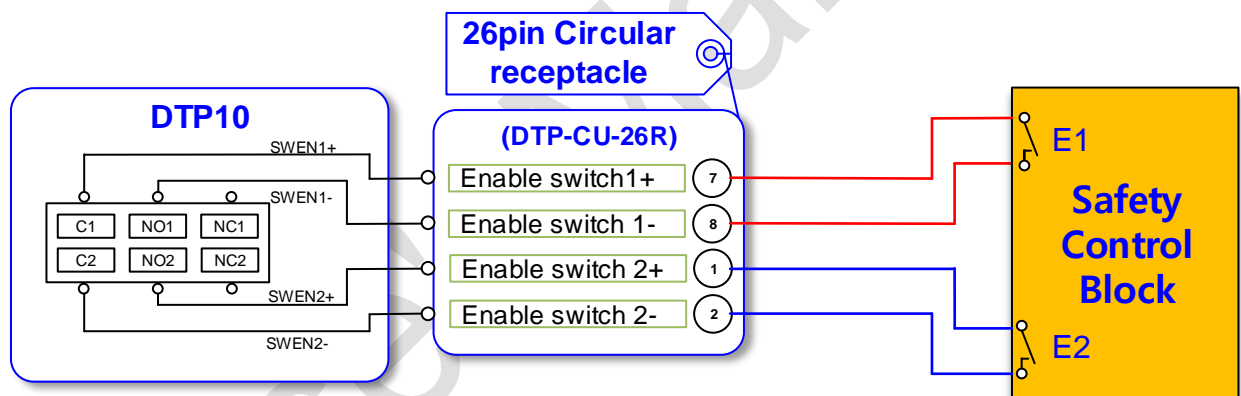 26pin Circular
receptacle
DTP10
(DTP-CU-26R)
SWEN1+
Enable switch1+
7
E1
SWEN1-
C1 NO1 NC1
Enable switch 1-
8
Safety
Control
Block
C2 NO2 NC2
Enable switch 2+
1
SWEN2+
Enable switch 2-
2
SWEN2-
E2